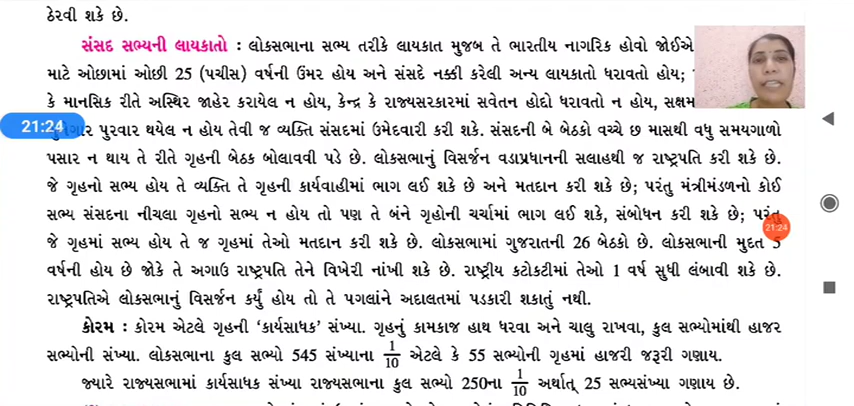 ઠેરવી શકે છે.
સંસદ સભ્યની લાયકાતો : લોકસભાના સભ્ય તરીકે લાયકાત મુજબ તે ભારતીય નાગરિક હોવો જોઈએ
માટે ઓછામાં ઓછી 25 (પચીસ) વર્ષની ઉંમર હોય અને સંસદે નક્કી કરેલી અન્ય લાયકાતો ધરાવતો હોય;
કે માનસિક રીતે અસ્થિર જાહેર કરાયેલ ન હોય, કેન્દ્ર કે રાજ્યસરકારમાં સવેતન હોદ્દો ધરાવતો ન હોય, સક્ષમ
21:24 પુરવાર થયેલ ન હોય તેવી જ વ્યક્તિ સંસદમાં ઉમેદવારી કરી શકે. સંસદની બે બેઠકો વચ્ચે છ માસથી વધુ સમયગાળો
પસાર ન થાય તે રીતે ગૃહની બેઠક બોલાવવી પડે છે. લોકસભાનું વિસર્જન વડાપ્રધાનની સલાહથી જ રાષ્ટ્રપતિ કરી શકે છે.
જે ગૃહનો સભ્ય હોય તે વ્યક્તિ તે ગૃહની કાર્યવાહીમાં ભાગ લઈ શકે છે અને મતદાન કરી શકે છે; પરંતુ મંત્રીમંડળનો કોઈ
સભ્ય સંસદના નીચલા ગૃહનો સભ્ય ન હોય તો પણ તે બંને ગૃહોની ચર્ચામાં ભાગ લઈ શકે, સંબોધન કરી શકે છે; પરંતુ
21:24
જે ગૃહમાં સભ્ય હોય તે જ ગૃહમાં તેઓ મતદાન કરી શકે છે. લોકસભામાં ગુજરાતની 26 બેઠકો છે. લોકસભાની મુદત 5
વર્ષની હોય છે જોકે તે અગાઉ રાષ્ટ્રપતિ તેને વિખેરી નાંખી શકે છે. રાષ્ટ્રીય કટોકટીમાં તેઓ 1 વર્ષ સુધી લંબાવી શકે છે.
રાષ્ટ્રપતિએ લોકસભાનું વિસર્જન કર્યું હોય તો તે પગલાંને અદાલતમાં પડકારી શકાતું નથી.
કોરમ : કોરમ એટલે ગૃહની 'કાર્યસાધક' સંખ્યા. ગૃહનું કામકાજ હાથ ધરવા અને ચાલુ રાખવા, કુલ સભ્યોમાંથી હાજર
સભ્યોની સંખ્યા. લોકસભાના કુલ સભ્યો 545 સંખ્યાના 1/10 એટલે કે 55 સભ્યોની ગૃહમાં હાજરી જરૂરી ગણાય.
જ્યારે રાજ્યસભામાં કાર્યસાધક સંખ્યા રાજ્યસભાના કુલ સભ્યો 250ના 1/10 અર્થાત્ 25 સભ્યસંખ્યા ગણાય છે.